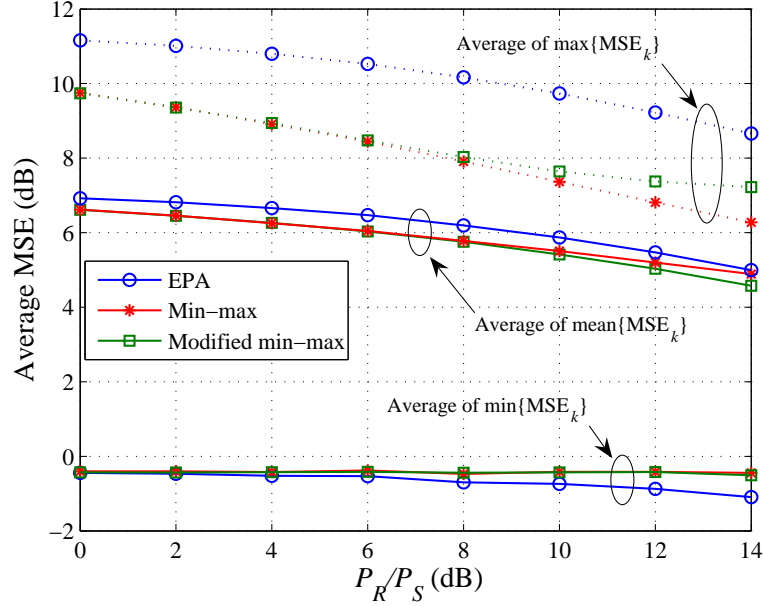 12
10
8
6
4
2
0
−2
Average MSE (dB)
Average of max{MSE_k}
EPA
Min−max
Modified min−max
Average of mean{MSE_k}
Average of min{MSE_k}
0 2 4 6 8 10 12 14
P_R/P_S (dB)